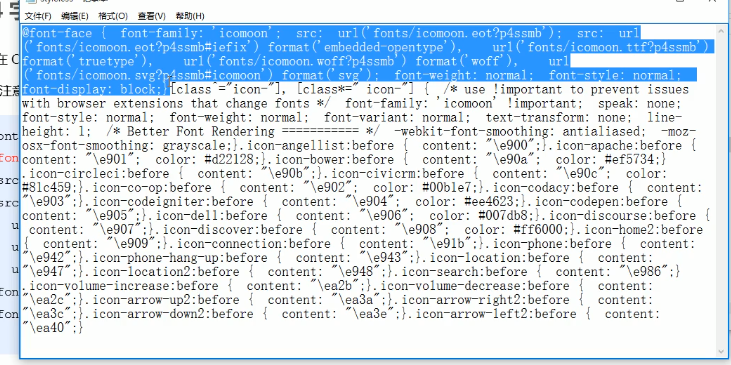 文件(F) 编辑(E) 格式(O) 查看(V) 帮助(H)
@font-face {  font-family: 'icomoon';  src:  url('fonts/icomoon.eot?p4ssmb');  src:  url
('fonts/icomoon.eot?p4ssmb#iefix') format('embedded-opentype'),    url('fonts/icomoon.ttf?p4ssmb')
format('truetype'),    url('fonts/icomoon.woff?p4ssmb') format('woff'),    url
('fonts/icomoon.svg?p4ssmb#icomoon') format('svg');  font-weight: normal;  font-style: normal;
font-display: block;}[class^="icon-"], [class*=" icon-"] {  /* use !important to prevent issues
with browser extensions that change fonts */  font-family: 'icomoon' !important;  speak: none;
font-style: normal;  font-weight: normal;  font-variant: normal;  text-transform: none;  line-
height: 1;  /* Better Font Rendering =========== */  -webkit-font-smoothing: antialiased;  -moz-
osx-font-smoothing: grayscale;}.icon-angellist:before {  content: "\e900";}.icon-apache:before {
content: "\e901";  color: #d22128;}.icon-bower:before {  content: "\e90a";  color: #ef5734;}
.icon-circleci:before {  content: "\e90b";}.icon-civicrm:before {  content: "\e90c";  color:
#81c459;}.icon-co-op:before {  content: "\e902";  color: #00b1e7;}.icon-codacy:before {  content:
"\e903";}.icon-codeigniter:before {  content: "\e904";  color: #ee4623;}.icon-codepen:before {
content: "\e905";}.icon-dell:before {  content: "\e906";  color: #007db8;}.icon-discourse:before {
content: "\e907";}.icon-discover:before {  content: "\e908";  color: #ff6000;}.icon-home2:before {
content: "\e909";}.icon-connection:before {  content: "\e91b";}.icon-phone:before {  content:
"\e942";}.icon-phone-hang-up:before {  content: "\e943";}.icon-location:before {  content:
"\e947";}.icon-location2:before {  content: "\e948";}.icon-search:before {  content: "\e986";}
.icon-volume-increase:before {  content: "\ea2b";}.icon-volume-decrease:before {  content:
"\ea2c";}.icon-arrow-up2:before {  content: "\ea3a";}.icon-arrow-right2:before {  content:
"\ea3c";}.icon-arrow-down2:before {  content: "\ea3e";}.icon-arrow-left2:before {  content:
"\ea40";}